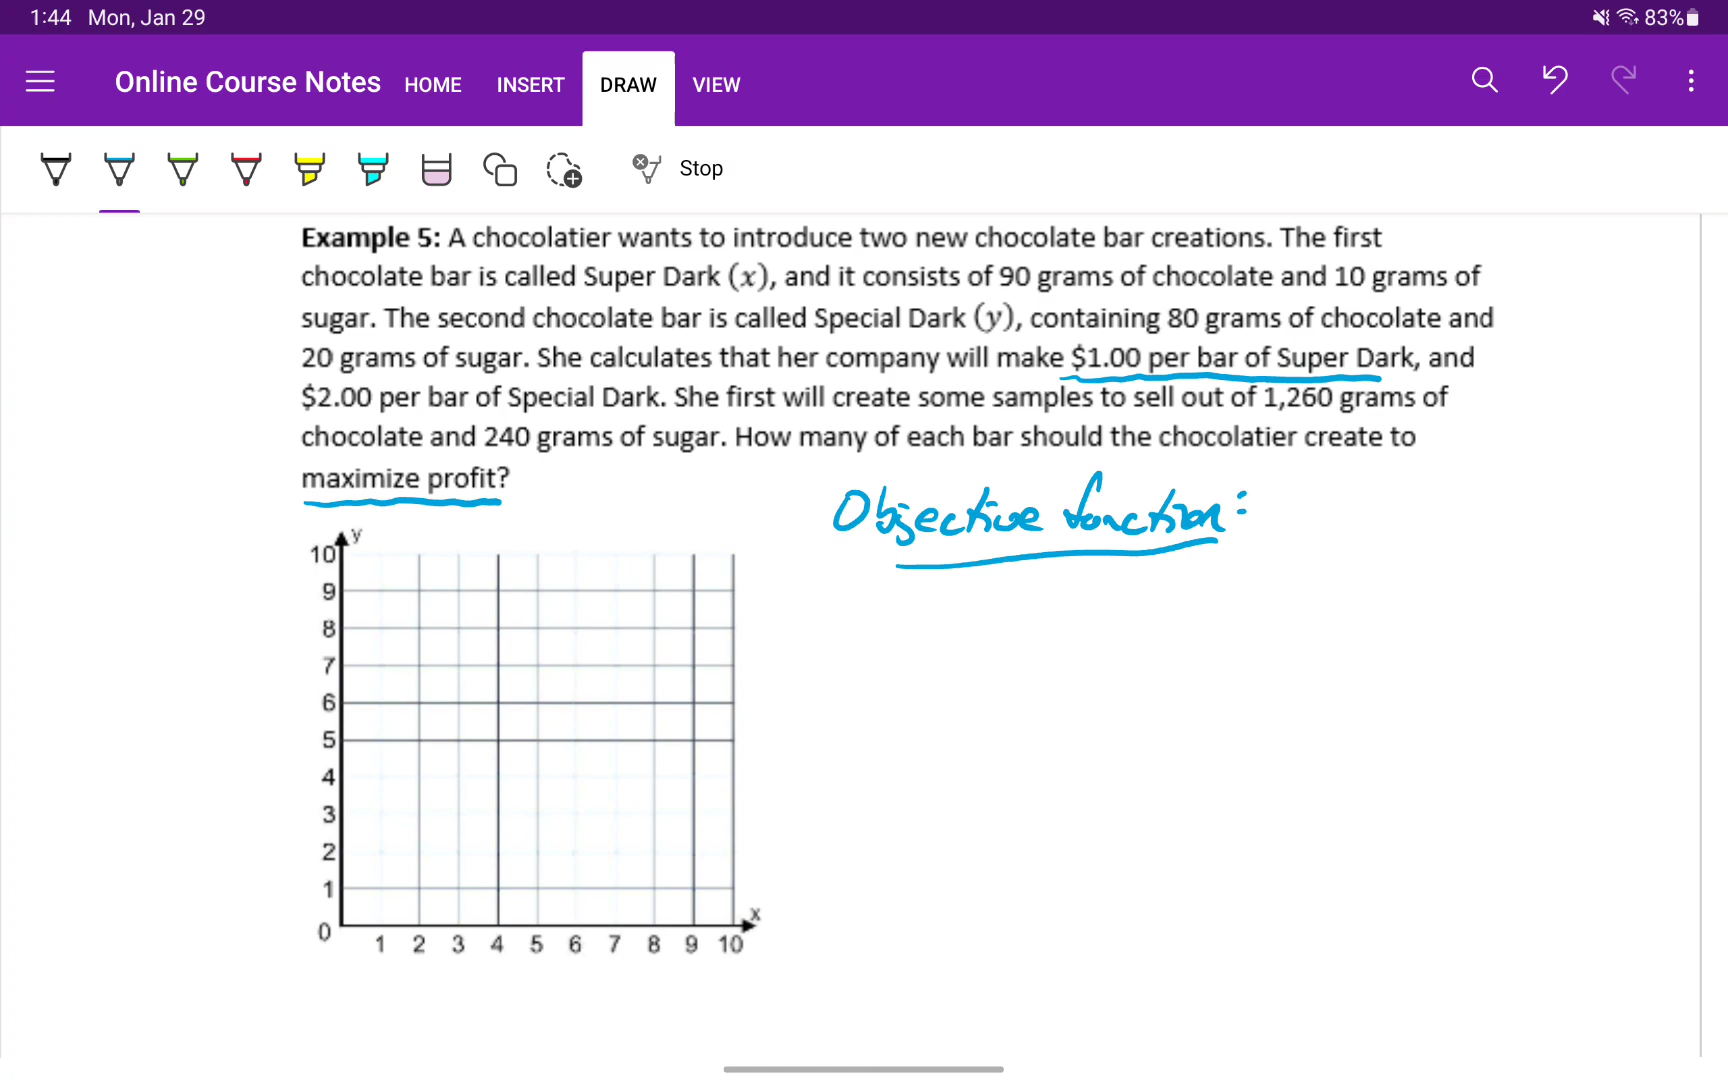 1:44 Mon, Jan 29
83%
Online Course Notes HOME INSERT DRAW VIEW
Stop
Example 5: A chocolatier wants to introduce two new chocolate bar creations. The first
chocolate bar is called Super Dark (x), and it consists of 90 grams of chocolate and 10 grams of
sugar. The second chocolate bar is called Special Dark (y), containing 80 grams of chocolate and
20 grams of sugar. She calculates that her company will make $1.00 per bar of Super Dark, and
$2.00 per bar of Special Dark. She first will create some samples to sell out of 1,260 grams of
chocolate and 240 grams of sugar. How many of each bar should the chocolatier create to
maximize profit?
Objective function:
y
10
9
8
7
6
5
4
3
2
1
0
x
1 2 3 4 5 6 7 8 9 10